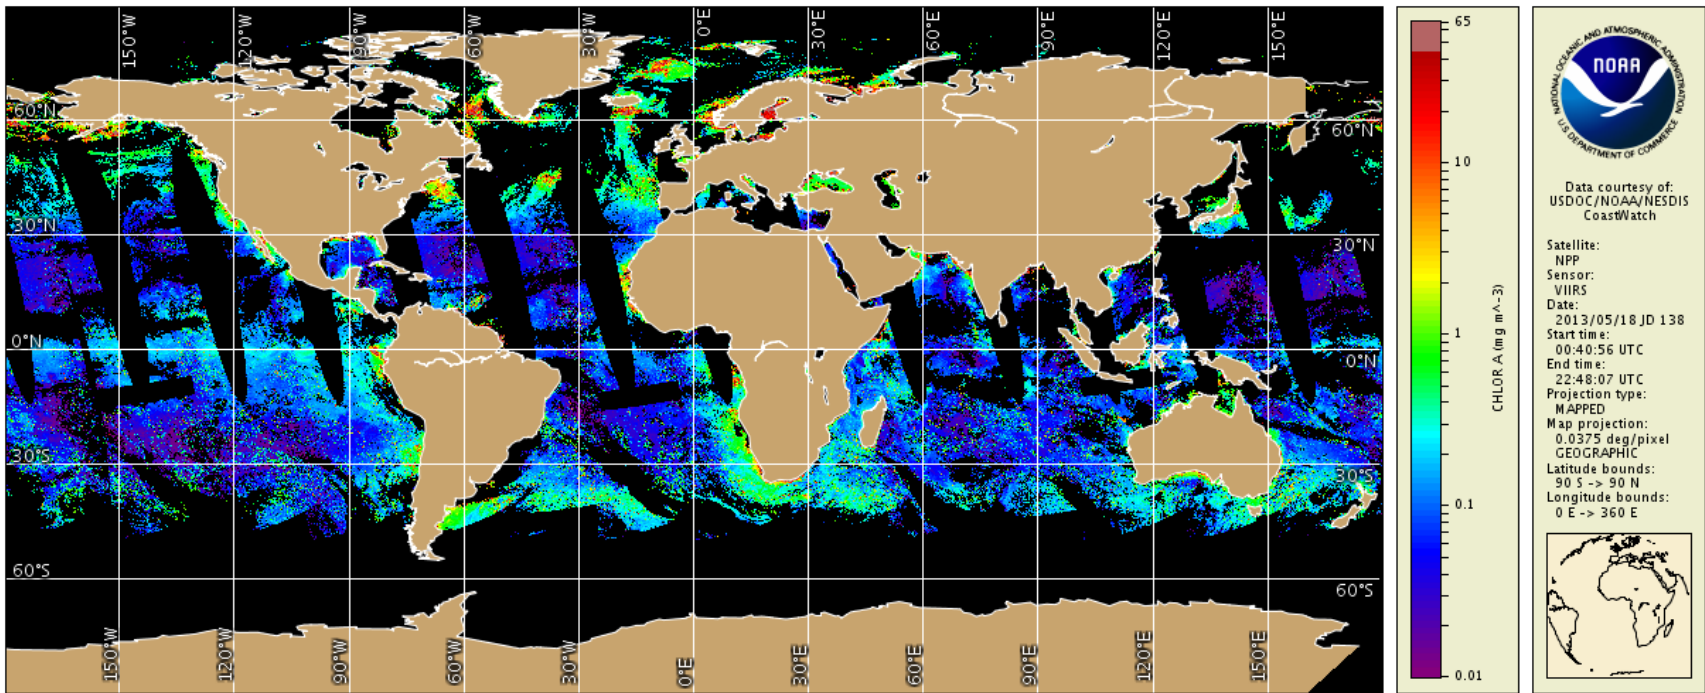 150°W 120°W 90°W 60°W 30°W 0°E 30°E 60°E 90°E 120°E 150°E
60°N 60°N
30°N 30°N
0°N 0°N
30°S 30°S
60°S 60°S
150°W 120°W 90°W 60°W 30°W 0°E 30°E 60°E 90°E 120°E 150°E
65
10
1
0.1
0.01
CHLOR A (mg m^-3)
NATIONAL OCEANIC AND ATMOSPHERIC ADMINISTRATION
NOAA
U.S. DEPARTMENT OF COMMERCE
Data courtesy of:
USDOC/NOAA/NESDIS
CoastWatch
Satellite:
NPP
Sensor:
VIIRS
Date:
2013/05/18 JD 138
Start time:
00:40:56 UTC
End time:
22:48:07 UTC
Projection type:
MAPPED
Map projection:
0.0375 deg/pixel
GEOGRAPHIC
Latitude bounds:
90 S -> 90 N
Longitude bounds:
0 E -> 360 E